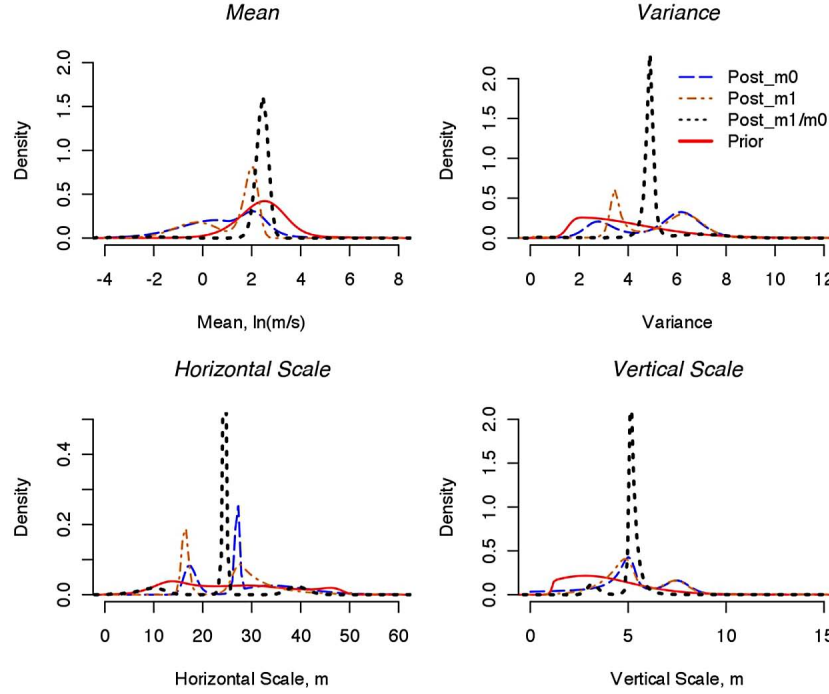 Mean
Density
0.0 0.5 1.0 1.5 2.0
-4 -2 0 2 4 6 8
Mean, ln(m/s)
Variance
Density
0.0 0.5 1.0 1.5 2.0
Post_m0
Post_m1
Post_m1/m0
Prior
0 2 4 6 8 10 12
Variance
Horizontal Scale
Density
0.0 0.2 0.4
0 10 20 30 40 50 60
Horizontal Scale, m
Vertical Scale
Density
0.0 0.5 1.0 1.5 2.0
0 5 10 15
Vertical Scale, m